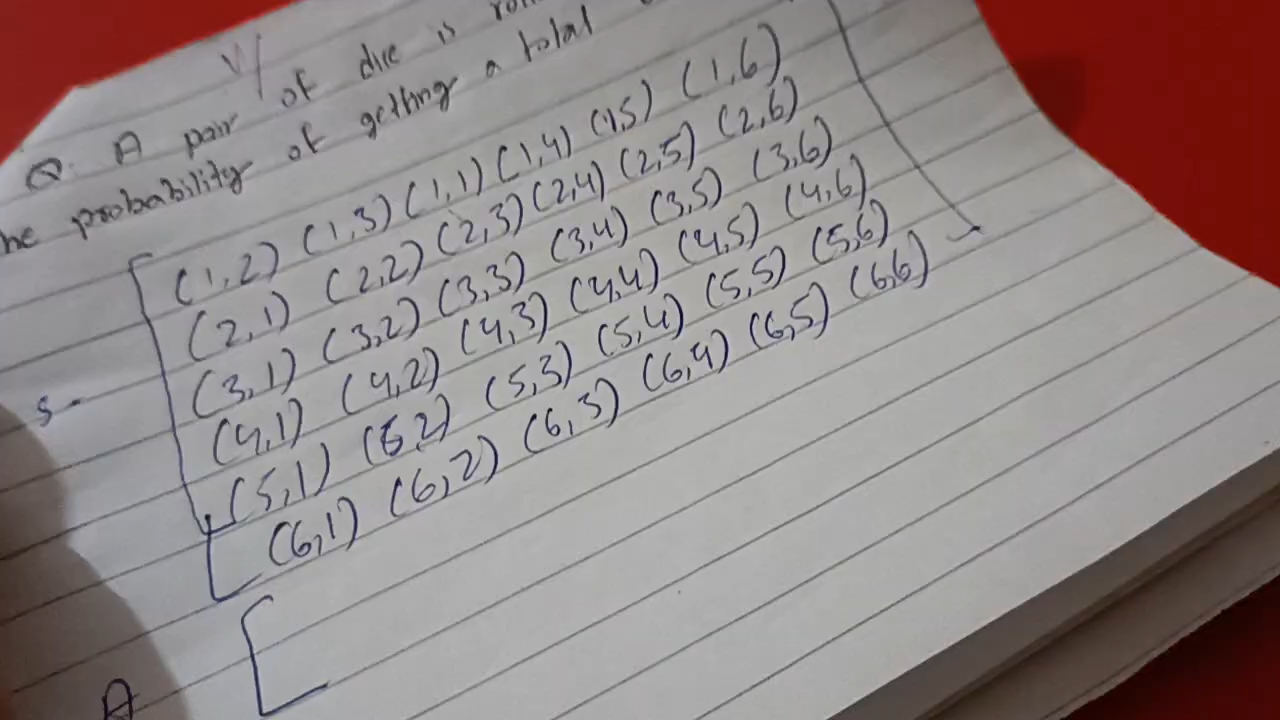 Q. A pair of dice is
he probability of getting a total
(1,2) (1,3) (1,1) (1,4) (1,5) (1,6)
(2,1) (2,2) (2,3) (2,4) (2,5) (2,6)
(3,1) (3,2) (3,3) (3,4) (3,5) (3,6)
S- (4,1) (4,2) (4,3) (4,4) (4,5) (4,6)
(5,1) (5,2) (5,3) (5,4) (5,5) (5,6)
(6,1) (6,2) (6,3) (6,4) (6,5) (6,6)
A